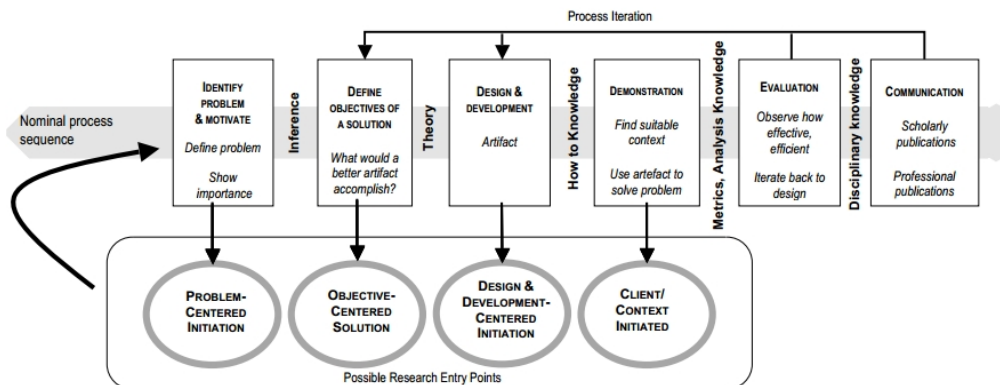 Process Iteration
Nominal process
sequence
IDENTIFY
PROBLEM
& MOTIVATE
Define problem
Show
importance
Inference
DEFINE
OBJECTIVES OF
A SOLUTION
What would a
better artifact
accomplish?
Theory
DESIGN &
DEVELOPMENT
Artifact
How to Knowledge
DEMONSTRATION
Find suitable
context
Use artefact to
solve problem
Metrics, Analysis Knowledge
EVALUATION
Observe how
effective,
efficient
Iterate back to
design
Disciplinary knowledge
COMMUNICATION
Scholarly
publications
Professional
publications
PROBLEM-
CENTERED
INITIATION
OBJECTIVE-
CENTERED
SOLUTION
DESIGN &
DEVELOPMENT-
CENTERED
INITIATION
CLIENT/
CONTEXT
INITIATED
Possible Research Entry Points